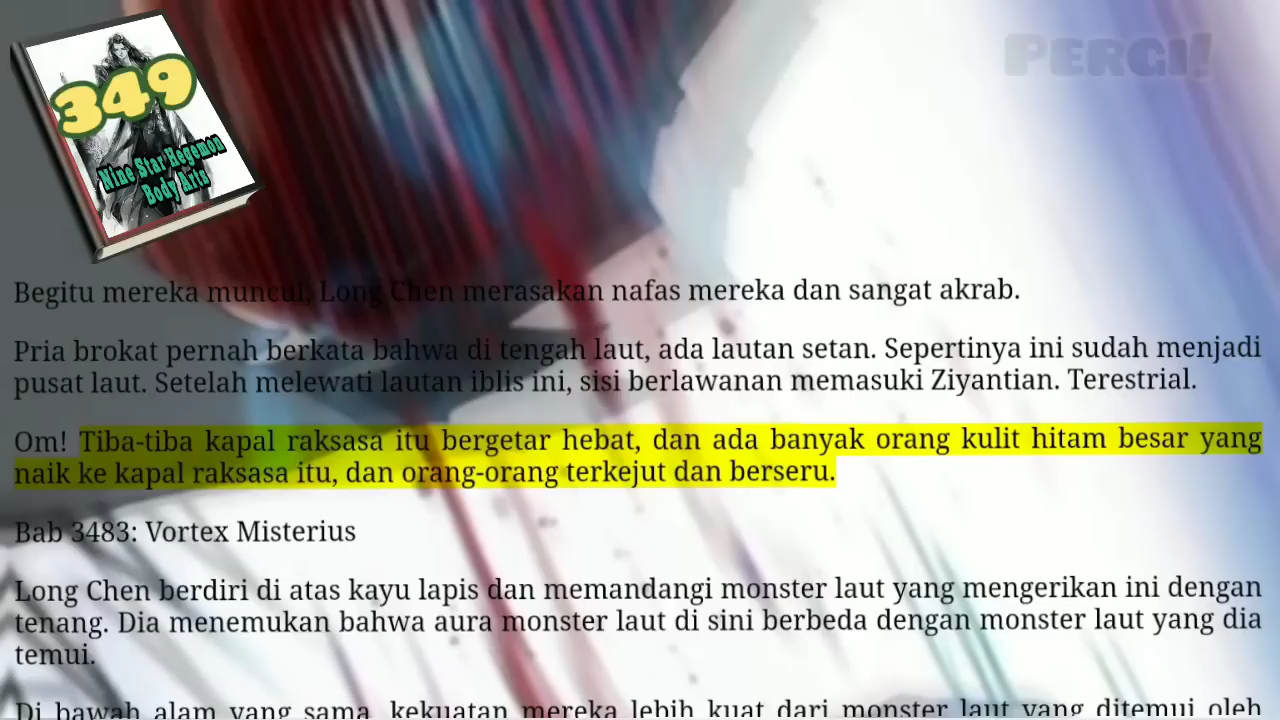 PERGI!
349
Nine Star Hegemon
Body Arts
Begitu mereka muncul, Long Chen merasakan nafas mereka dan sangat akrab.
Pria brokat pernah berkata bahwa di tengah laut, ada lautan setan. Sepertinya ini sudah menjadi
pusat laut. Setelah melewati lautan iblis ini, sisi berlawanan memasuki Ziyantian. Terestrial.
Om! Tiba-tiba kapal raksasa itu bergetar hebat, dan ada banyak orang kulit hitam besar yang
naik ke kapal raksasa itu, dan orang-orang terkejut dan berseru.
Bab 3483: Vortex Misterius
Long Chen berdiri di atas kayu lapis dan memandangi monster laut yang mengerikan ini dengan
tenang. Dia menemukan bahwa aura monster laut di sini berbeda dengan monster laut yang dia
temui.
Di bawah alam yang sama, kekuatan mereka lebih kuat dari monster laut yang ditemui oleh